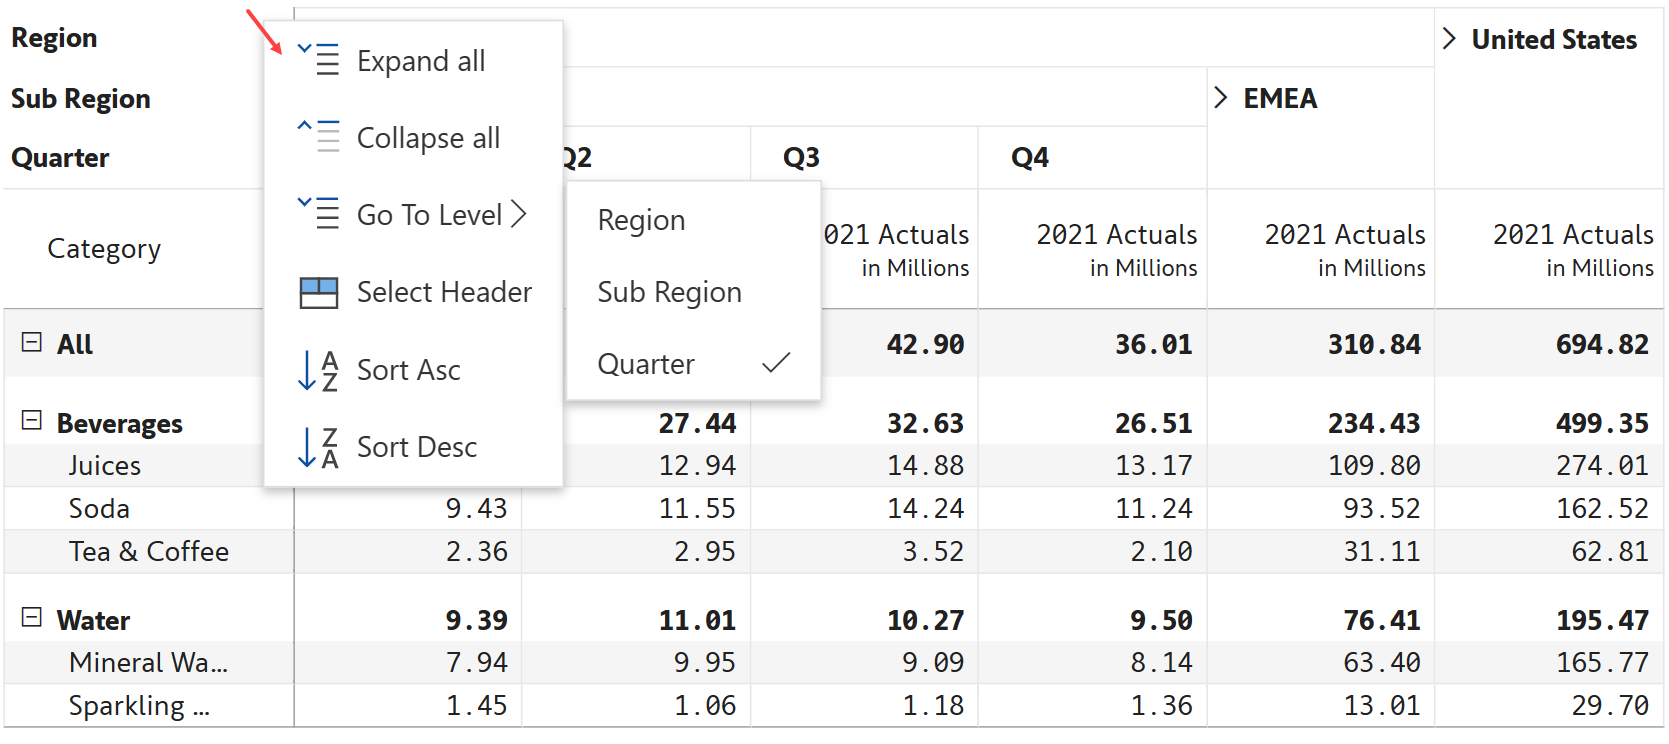 Region
United States
Sub Region
EMEA
Quarter
Q2 Q3 Q4
Expand all
Collapse all
Go To Level
Select Header
Sort Asc
Sort Desc
Region
Sub Region
Quarter
Category 021 Actuals 2021 Actuals 2021 Actuals 2021 Actuals
in Millions in Millions in Millions in Millions
All 42.90 36.01 310.84 694.82
Beverages 27.44 32.63 26.51 234.43 499.35
Juices 12.94 14.88 13.17 109.80 274.01
Soda 9.43 11.55 14.24 11.24 93.52 162.52
Tea & Coffee 2.36 2.95 3.52 2.10 31.11 62.81
Water 9.39 11.01 10.27 9.50 76.41 195.47
Mineral Wa... 7.94 9.95 9.09 8.14 63.40 165.77
Sparkling ... 1.45 1.06 1.18 1.36 13.01 29.70